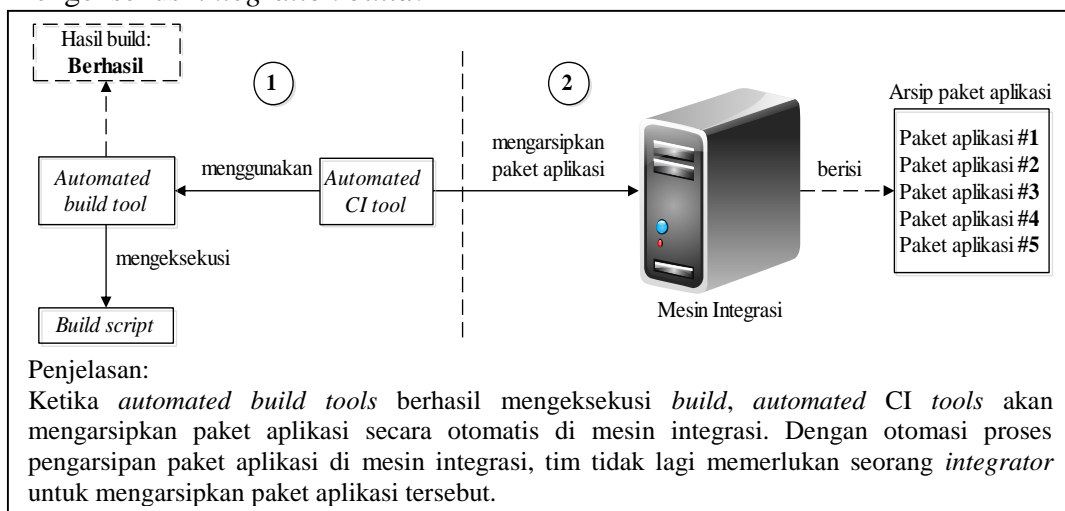 Hasil build:
Berhasil
1
2
Arsip paket aplikasi
mengarsipkan
paket aplikasi
Paket aplikasi #1
Paket aplikasi #2
Paket aplikasi #3
Paket aplikasi #4
Paket aplikasi #5
Automated
build tool
menggunakan
Automated
CI tool
berisi
mengeksekusi
Build script
Mesin Integrasi
Penjelasan:
Ketika automated build tools berhasil mengeksekusi build, automated CI tools akan
mengarsipkan paket aplikasi secara otomatis di mesin integrasi. Dengan otomasi proses
pengarsipan paket aplikasi di mesin integrasi, tim tidak lagi memerlukan seorang integrator
untuk mengarsipkan paket aplikasi tersebut.